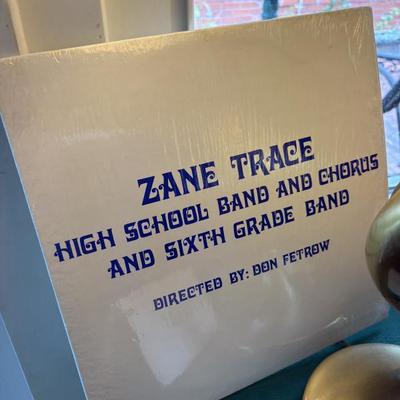 ZANE TRACE
HIGH SCHOOL BAND AND CHORUS
AND SIXTH GRADE BAND
DIRECTED BY: DON FETROW